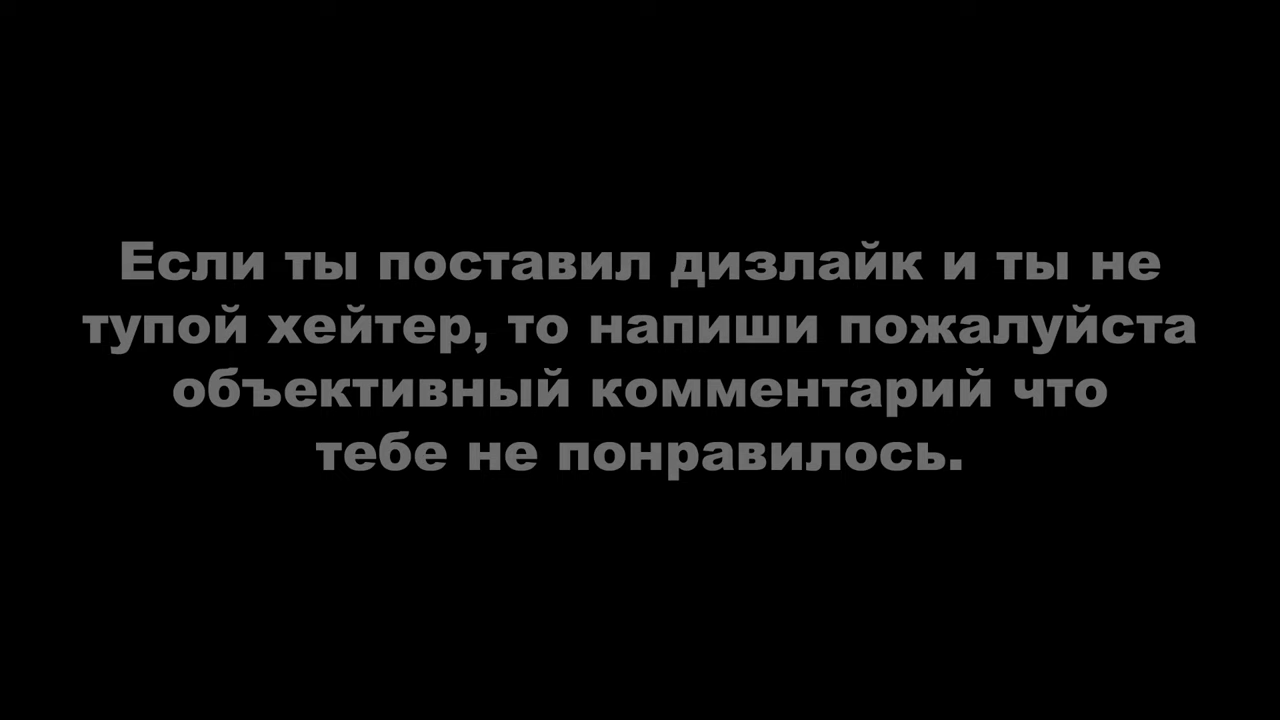 Если ты поставил дизлайк и ты не
тупой хейтер, то напиши пожалуйста
объективный комментарий что
тебе не понравилось.